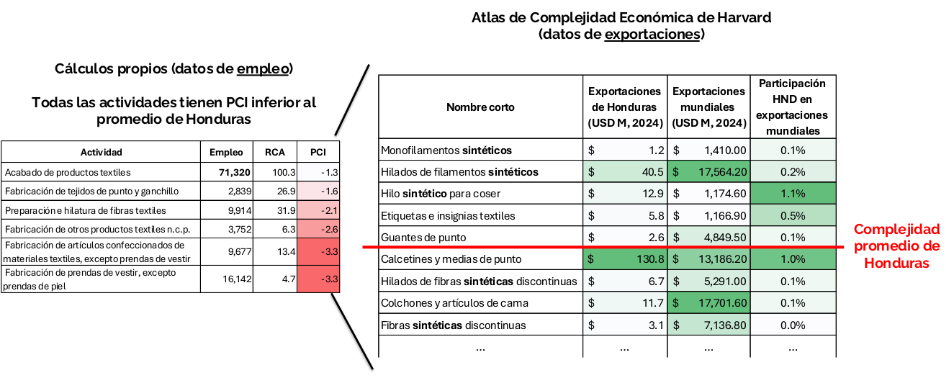 Atlas de Complejidad Económica de Harvard
(datos de exportaciones)
Cálculos propios (datos de empleo)
Todas las actividades tienen PCI inferior al
promedio de Honduras
Actividad Empleo RCA PCI
Acabado de productos textiles 71,320 100.3 -1.3
Fabricación de tejidos de punto y ganchillo 2,839 26.9 -1.6
Preparación e hilatura de fibras textiles 9,914 31.9 -2.1
Fabricación de otros productos textiles n.c.p. 3,752 6.3 -2.6
Fabricación de artículos confeccionados de
materiales textiles, excepto prendas de vestir 9,677 13.4 -3.3
Fabricación de prendas de vestir, excepto
prendas de piel 16,142 4.7 -3.3
Nombre corto
Exportaciones
de Honduras
(USD M, 2024)
Exportaciones
mundiales
(USD M, 2024)
Participación
HND en
exportaciones
mundiales
Monofilamentos sintéticos $ 1.2 $ 1,410.00 0.1%
Hilados de filamentos sintéticos $ 40.5 $ 17,564.20 0.2%
Hilo sintético para coser $ 12.9 $ 1,174.60 1.1%
Etiquetas e insignias textiles $ 5.8 $ 1,166.90 0.5%
Guantes de punto $ 2.6 $ 4,849.50 0.1%
Calcetines y medias de punto $ 130.8 $ 13,186.20 1.0%
Hilados de fibras sintéticas discontinuas $ 6.7 $ 5,291.00 0.1%
Colchones y artículos de cama $ 11.7 $ 17,701.60 0.1%
Fibras sintéticas discontinuas $ 3.1 $ 7,136.80 0.0%
... ... ... ...
Complejidad
promedio de
Honduras